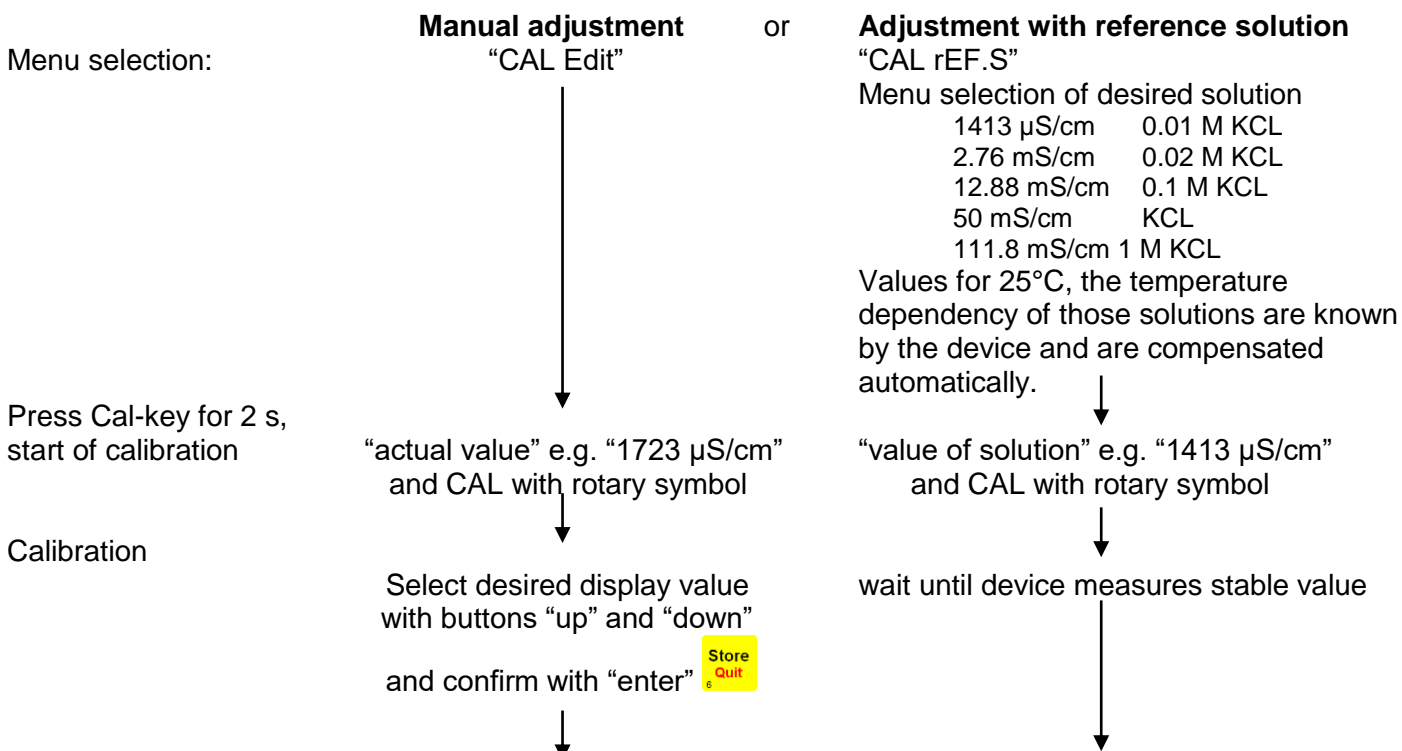 Manual adjustment or Adjustment with reference solution
Menu selection: “CAL Edit” “CAL rEF.S”
Menu selection of desired solution
1413 µS/cm 0.01 M KCL
2.76 mS/cm 0.02 M KCL
12.88 mS/cm 0.1 M KCL
50 mS/cm KCL
111.8 mS/cm 1 M KCL
Values for 25°C, the temperature
dependency of those solutions are known
by the device and are compensated
automatically.
Press Cal-key for 2 s,
start of calibration “actual value” e.g. “1723 µS/cm” “value of solution” e.g. “1413 µS/cm”
and CAL with rotary symbol and CAL with rotary symbol
Calibration
Select desired display value wait until device measures stable value
with buttons “up” and “down”
and confirm with “enter” Store
Quit
6